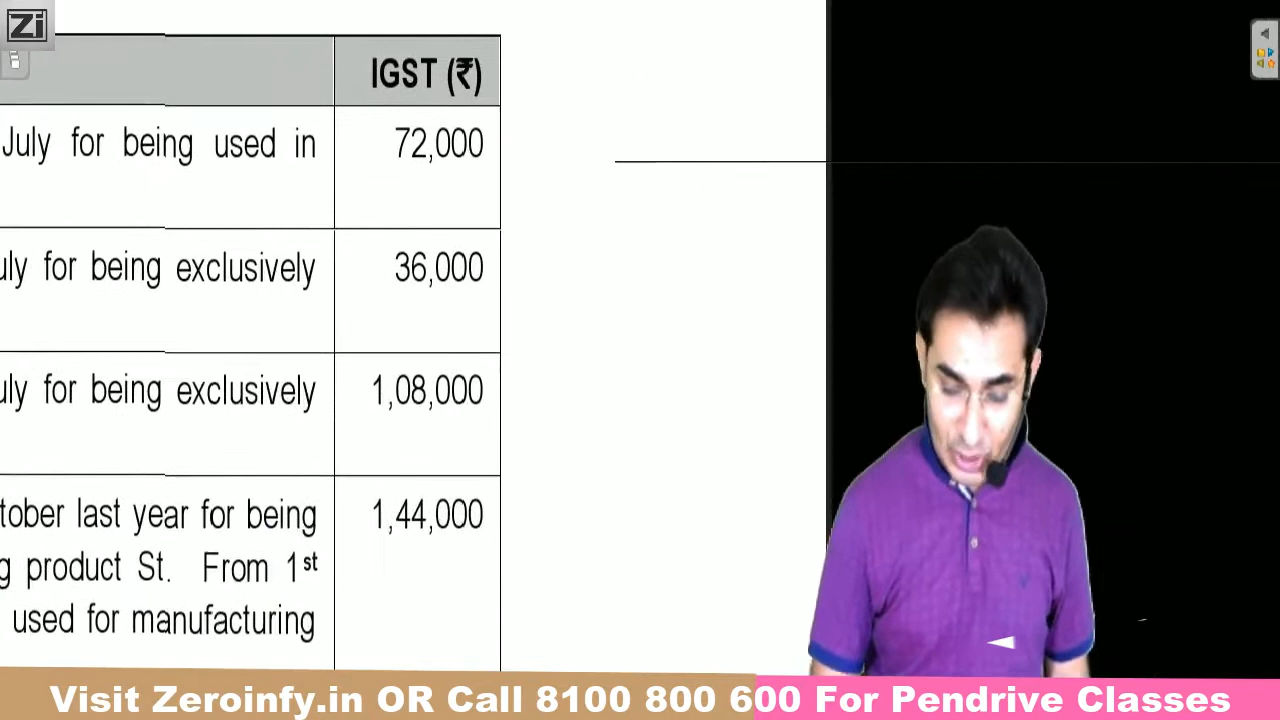 Zi
IGST (₹)
July for being used in 72,000
uly for being exclusively 36,000
uly for being exclusively 1,08,000
tober last year for being 1,44,000
g product St. From 1st
used for manufacturing
Visit Zeroinfy.in OR Call 8100 800 600 For Pendrive Classes